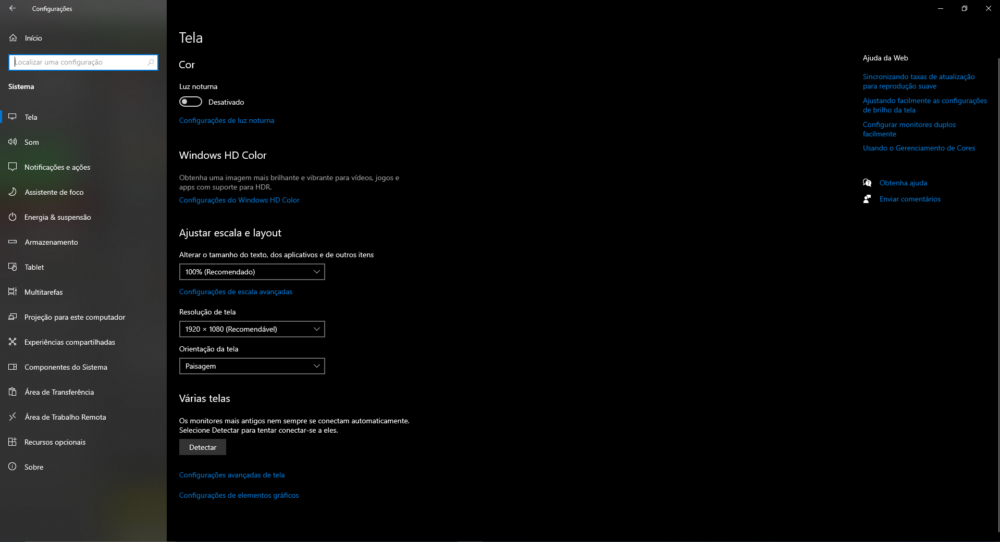 Configurações
Início
Localizar uma configuração
Sistema
Tela
Som
Notificações e ações
Assistente de foco
Energia & suspensão
Armazenamento
Tablet
Multitarefas
Projeção para este computador
Experiências compartilhadas
Componentes do Sistema
Área de Transferência
Área de Trabalho Remota
Recursos opcionais
Sobre
Tela
Cor
Luz noturna
Desativado
Configurações de luz noturna
Windows HD Color
Obtenha uma imagem mais brilhante e vibrante para vídeos, jogos e
apps com suporte para HDR.
Configurações do Windows HD Color
Ajustar escala e layout
Alterar o tamanho do texto, dos aplicativos e de outros itens
100% (Recomendado)
Configurações de escala avançadas
Resolução de tela
1920 × 1080 (Recomendável)
Orientação da tela
Paisagem
Várias telas
Os monitores mais antigos nem sempre se conectam automaticamente.
Selecione Detectar para tentar conectar-se a eles.
Detectar
Configurações avançadas de tela
Configurações de elementos gráficos
Ajuda da Web
Sincronizando taxas de atualização
para reprodução suave
Ajustando facilmente as configurações
de brilho da tela
Configurar monitores duplos
facilmente
Usando o Gerenciamento de Cores
Obtenha ajuda
Enviar comentários